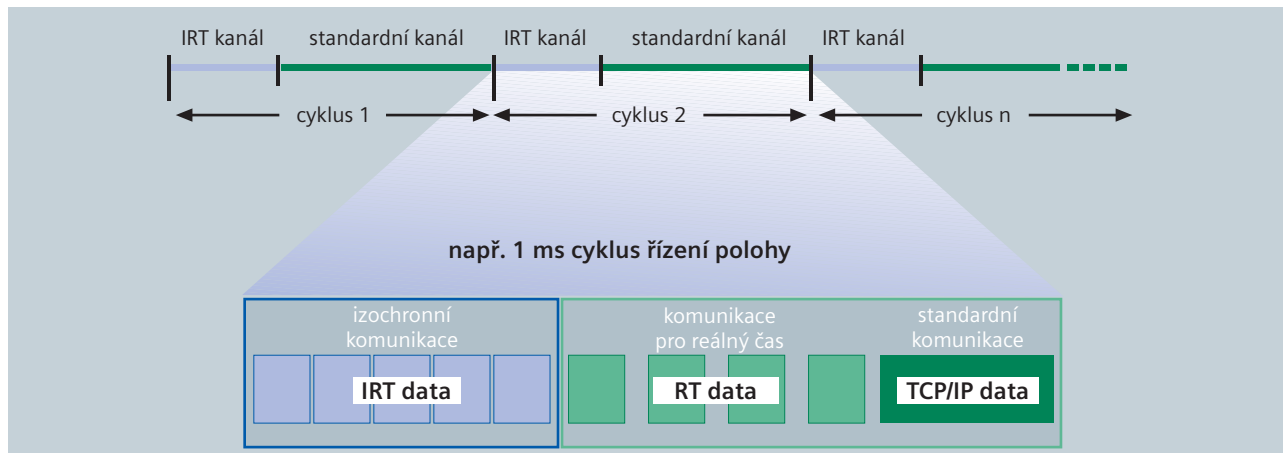 IRT kanál standardní kanál IRT kanál standardní kanál IRT kanál
cyklus 1 cyklus 2 cyklus n
např. 1 ms cyklus řízení polohy
izochronní
komunikace
komunikace
pro reálný čas
standardní
komunikace
IRT data RT data TCP/IP data